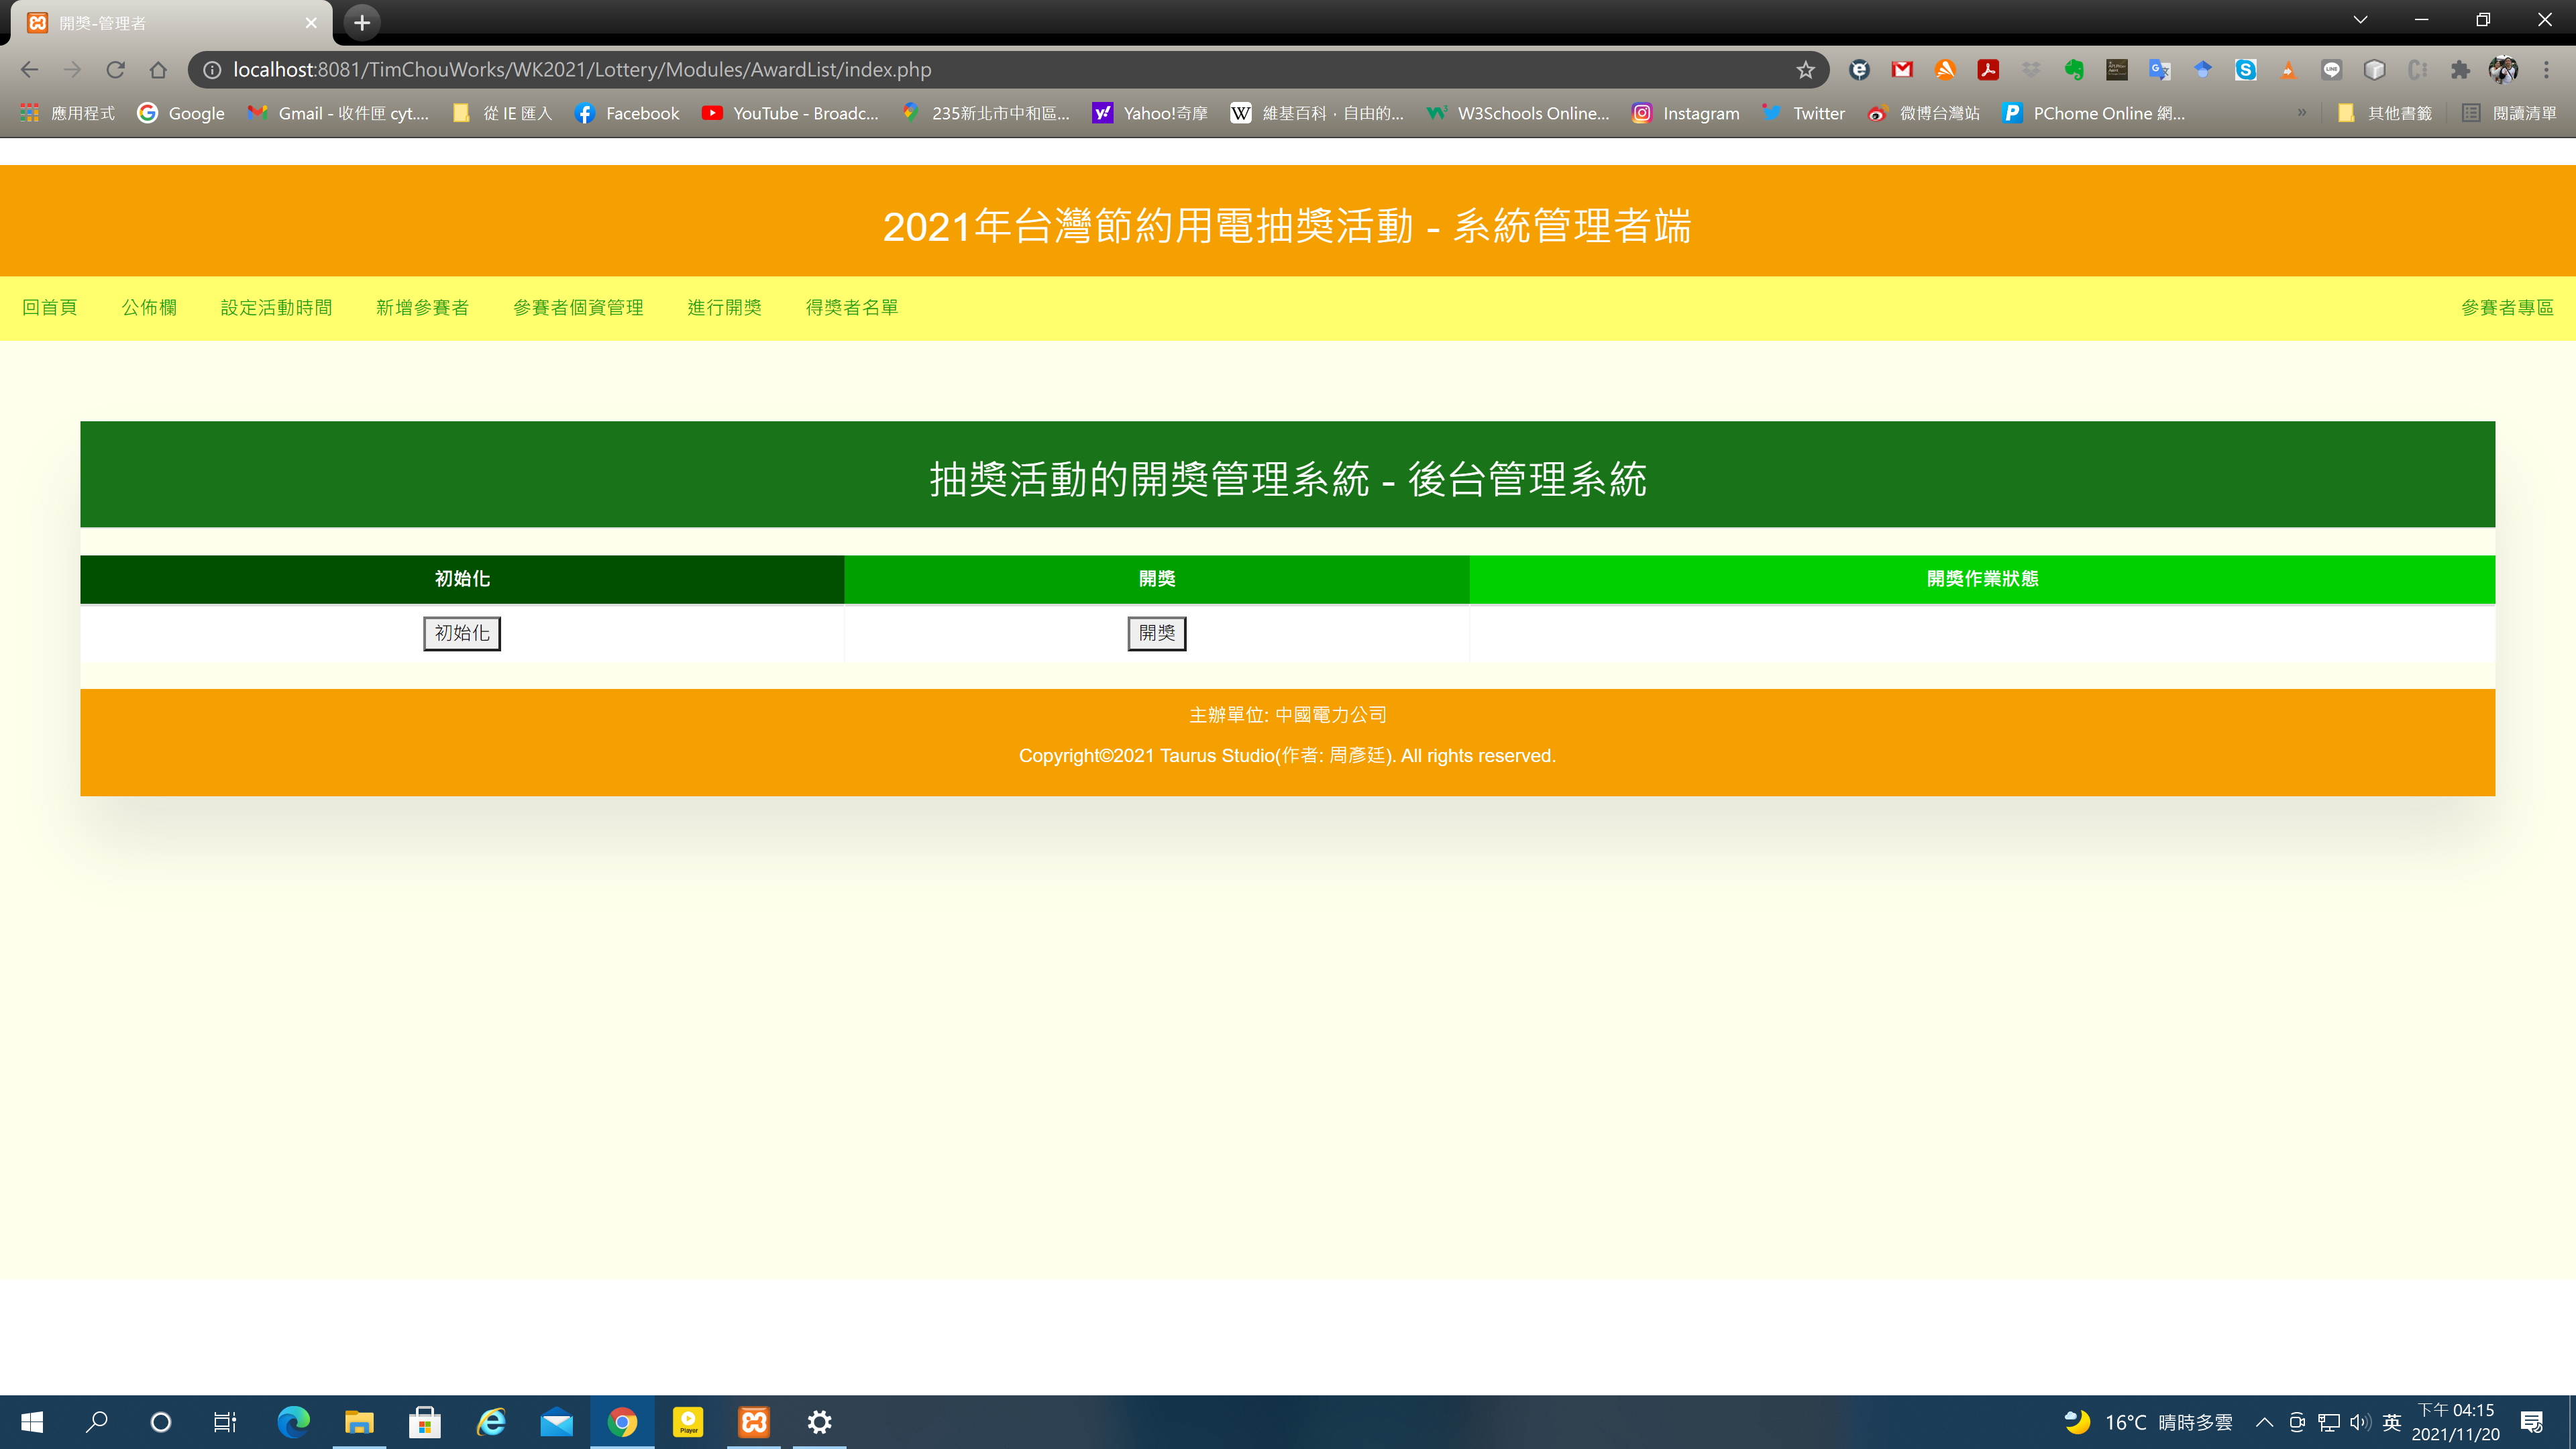 開獎-管理者
localhost:8081/TimChouWorks/WK2021/Lottery/Modules/AwardList/index.php
應用程式 Google Gmail - 收件匣 cyt.... 從 IE 匯入 Facebook YouTube - Broadc... 235新北市中和區... Yahoo!奇摩 維基百科，自由的... W3Schools Online... Instagram Twitter 微博台灣站 PChome Online 網... » 其他書籤 閱讀清單
2021年台灣節約用電抽獎活動 - 系統管理者端
回首頁 公佈欄 設定活動時間 新增參賽者 參賽者個資管理 進行開獎 得獎者名單 參賽者專區
抽獎活動的開獎管理系統 - 後台管理系統
初始化 開獎 開獎作業狀態
初始化 開獎
主辦單位: 中國電力公司
Copyright©2021 Taurus Studio(作者: 周彥廷). All rights reserved.
16°C 晴時多雲 英 下午 04:15
2021/11/20